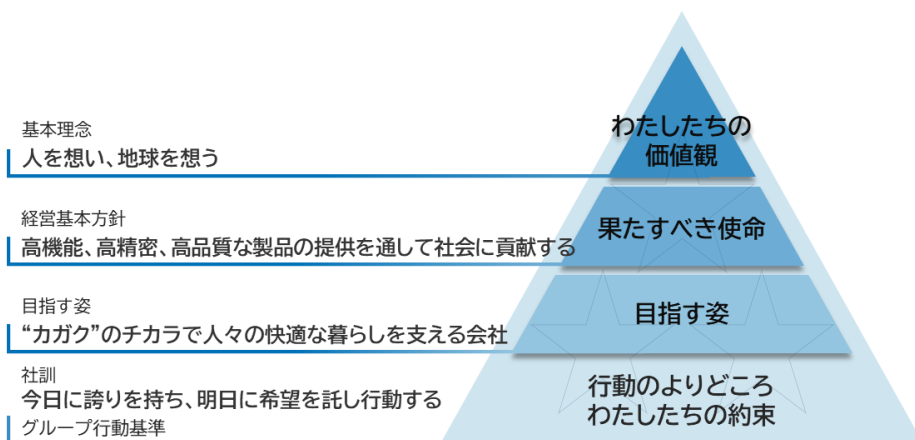 基本理念
人を想い、地球を想う
わたしたちの
価値観
経営基本方針
高機能、高精密、高品質な製品の提供を通して社会に貢献する
果たすべき使命
目指す姿
“カガク”のチカラで人々の快適な暮らしを支える会社
目指す姿
社訓
今日に誇りを持ち、明日に希望を託し行動する
グループ行動基準
行動のよりどころ
わたしたちの約束